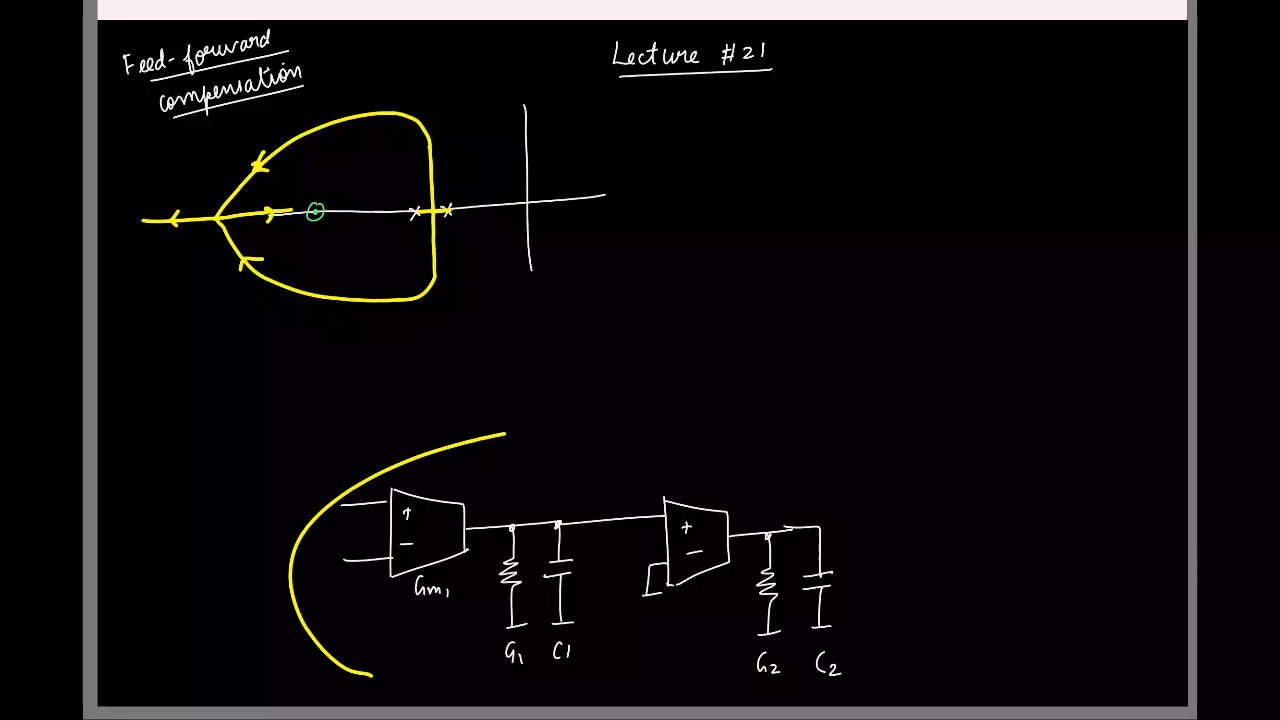 Feed-forward
compensation
Lecture #21
+
-
Gm1
G1
C1
+
-
G2
C2